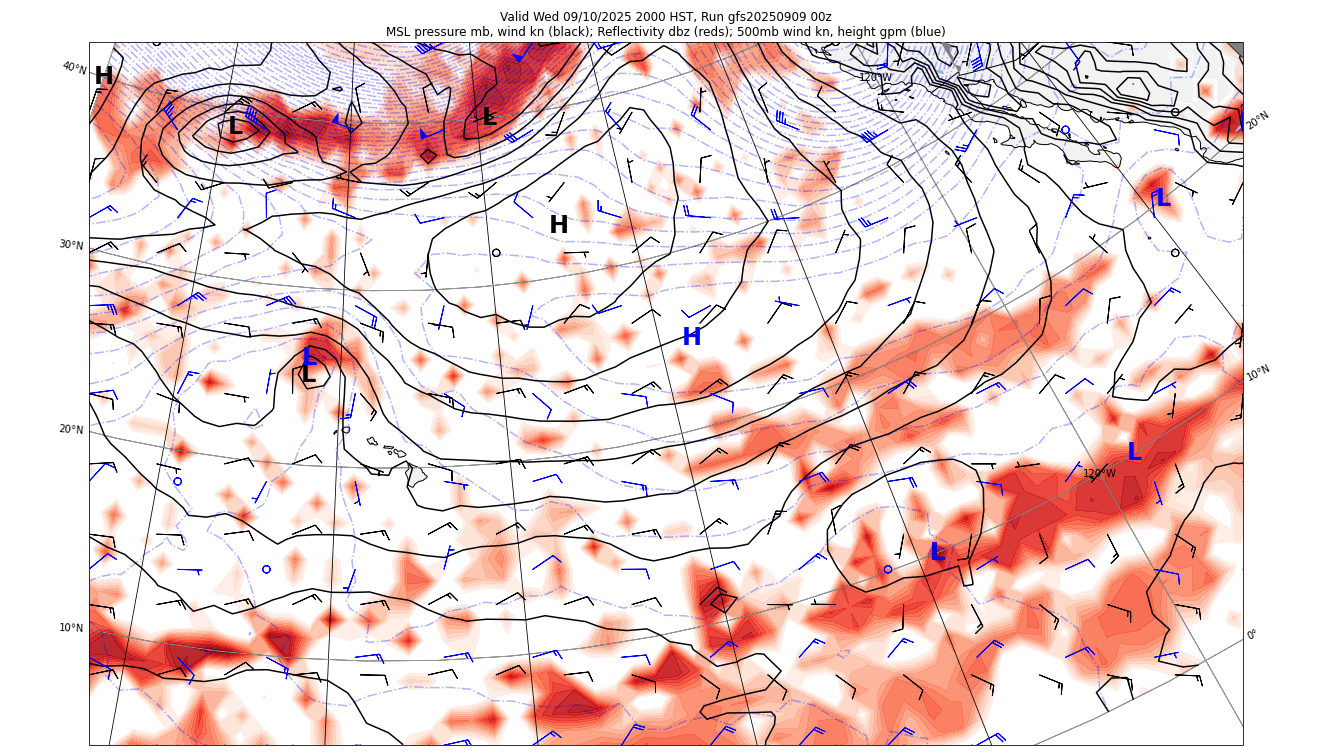 Valid Wed 09/10/2025 2000 HST, Run gfs20250909 00z
MSL pressure mb, wind kn (black); Reflectivity dbz (reds); 500mb wind kn, height gpm (blue)
40°N
H
120°W
L
L
20°N
L
H
30°N
H
L
L
10°N
20°N
L
120°W
L
10°N
0°